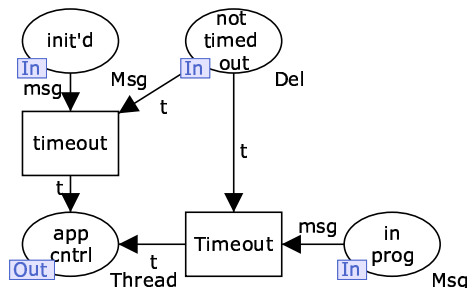 init'd
In
msg
Msg
not
timed
out
In
Del
t
timeout
t
t
app
cntrl
Out
Timeout
t
Thread
msg
in
prog
In
Msg